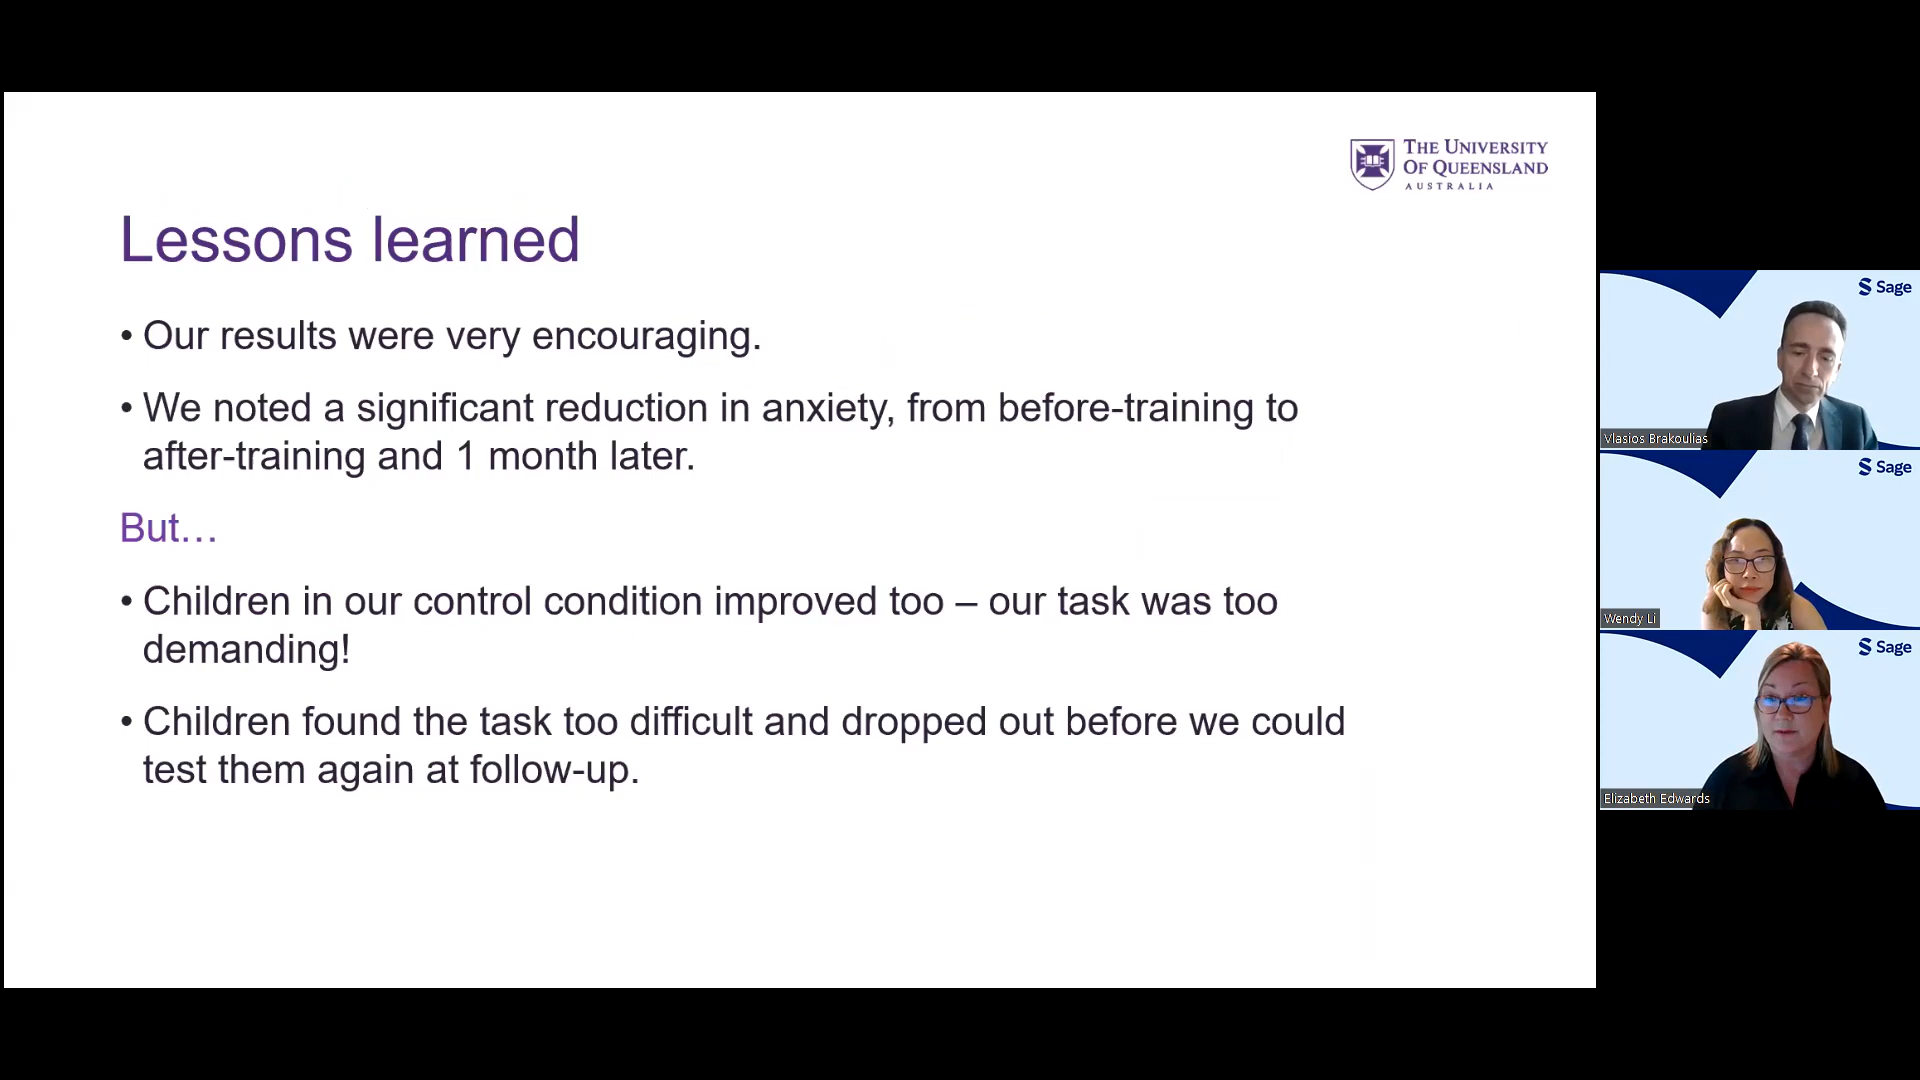 THE UNIVERSITY
OF QUEENSLAND
AUSTRALIA
Lessons learned
• Our results were very encouraging.
• We noted a significant reduction in anxiety, from before-training to
after-training and 1 month later.
But…
• Children in our control condition improved too – our task was too
demanding!
• Children found the task too difficult and dropped out before we could
test them again at follow-up.
Sage
Vlasios Brakoulias
Sage
Wendy Li
Sage
Elizabeth Edwards